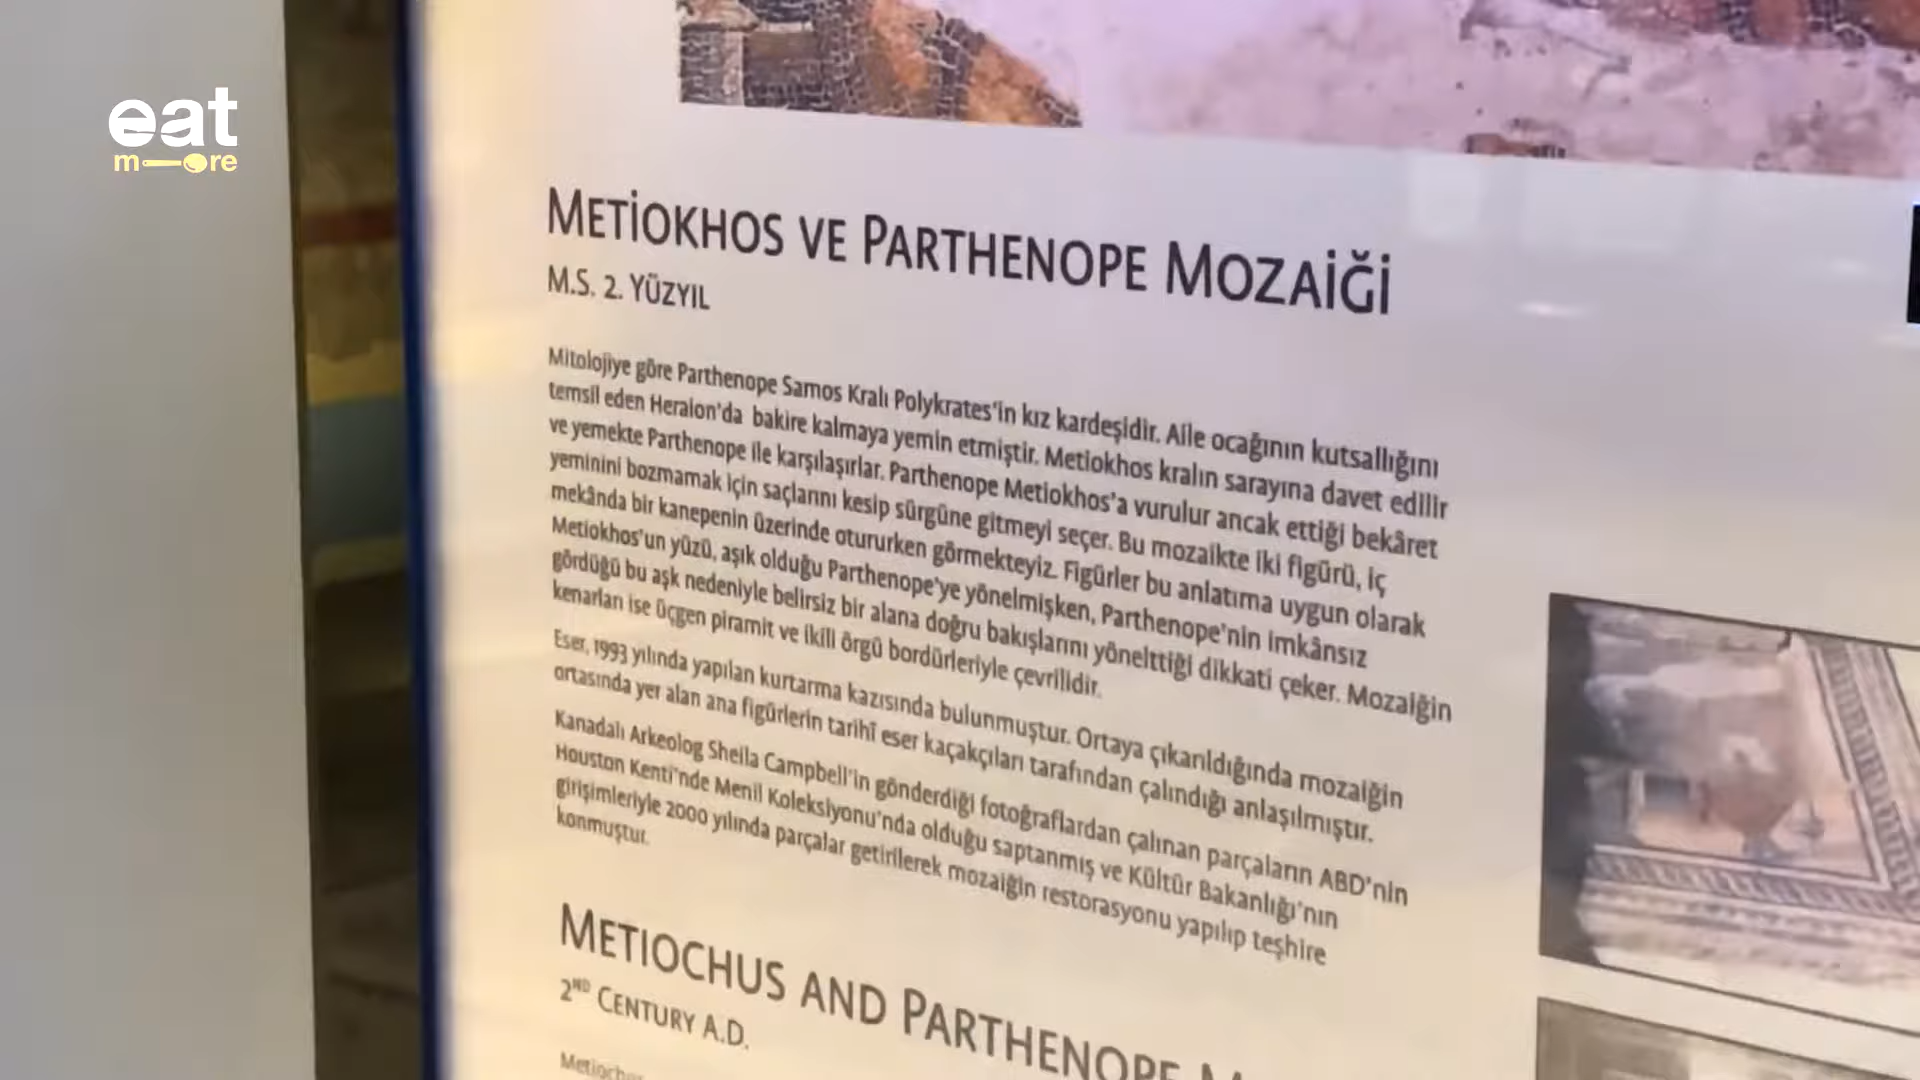 eat
more
METİOKHOS VE PARTHENOPE MOZAİĞİ
M.S. 2. YÜZYIL
Mitolojiye göre Parthenope Samos Kralı Polykrates'in kız kardeşidir. Aile ocağının kutsallığını
temsil eden Heraion'da bakire kalmaya yemin etmiştir. Metiokhos kralın sarayına davet edilir
ve yemekte Parthenope ile karşılaşırlar. Parthenope Metiokhos'a vurulur ancak ettiği bekâret
yeminini bozmamak için saçlarını kesip sürgüne gitmeyi seçer. Bu mozaikte iki figürü, iç
mekânda bir kanepenin üzerinde otururken görmekteyiz. Figürler bu anlatıma uygun olarak
Metiokhos'un yüzü, aşık olduğu Parthenope'ye yönelmişken, Parthenope'nin imkânsız
gördüğü bu aşk nedeniyle belirsiz bir alana doğru bakışlarını yönelttiği dikkati çeker. Mozaiğin
kenarları ise üçgen piramit ve ikili örgü bordürleriyle çevrilidir.
Eser, 1993 yılında yapılan kurtarma kazısında bulunmuştur. Ortaya çıkarıldığında mozaiğin
ortasında yer alan ana figürlerin tarihî eser kaçakçıları tarafından çalındığı anlaşılmıştır.
Kanadalı Arkeolog Sheila Campbell'in gönderdiği fotoğraflardan çalınan parçaların ABD'nin
Houston Kenti'nde Menil Koleksiyonu'nda olduğu saptanmış ve Kültür Bakanlığı'nın
girişimleriyle 2000 yılında parçalar getirilerek mozaiğin restorasyonu yapılıp teşhire
konmuştur.
METIOCHUS AND PARTHENOPE M
2ND CENTURY A.D.